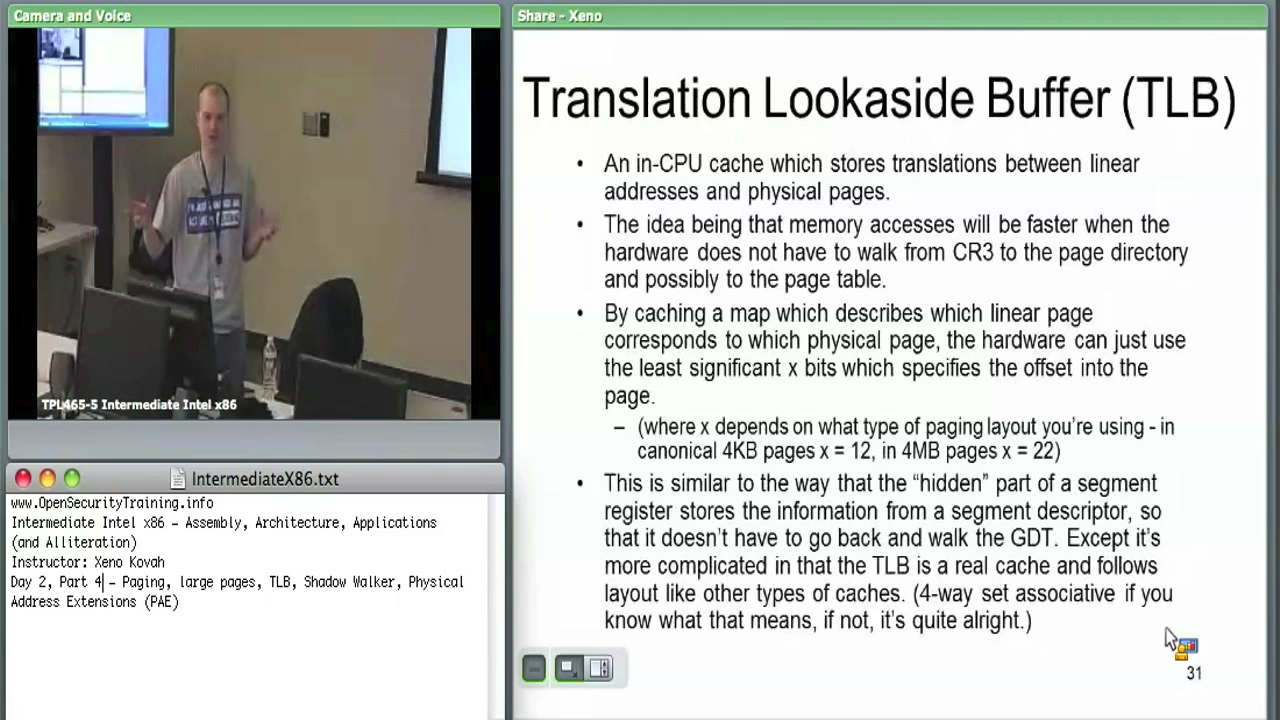 Camera and Voice
TPL465-5 Intermediate Intel x86
IntermediateX86.txt
www.OpenSecurityTraining.info
Intermediate Intel x86 – Assembly, Architecture, Applications
(and Alliteration)
Instructor: Xeno Kovah
Day 2, Part 4 – Paging, large pages, TLB, Shadow Walker, Physical
Address Extensions (PAE)
Share - Xeno
Translation Lookaside Buffer (TLB)
• An in-CPU cache which stores translations between linear
addresses and physical pages.
• The idea being that memory accesses will be faster when the
hardware does not have to walk from CR3 to the page directory
and possibly to the page table.
• By caching a map which describes which linear page
corresponds to which physical page, the hardware can just use
the least significant x bits which specifies the offset into the
page.
– (where x depends on what type of paging layout you're using - in
canonical 4KB pages x = 12, in 4MB pages x = 22)
• This is similar to the way that the “hidden” part of a segment
register stores the information from a segment descriptor, so
that it doesn't have to go back and walk the GDT. Except it's
more complicated in that the TLB is a real cache and follows
layout like other types of caches. (4-way set associative if you
know what that means, if not, it's quite alright.)
31